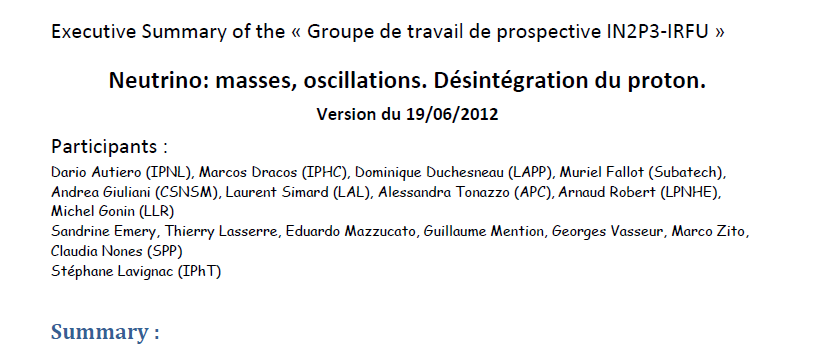 Executive Summary of the « Groupe de travail de prospective IN2P3-IRFU »
Neutrino: masses, oscillations. Désintégration du proton.
Version du 19/06/2012
Participants :
Dario Autiero (IPNL), Marcos Dracos (IPHC), Dominique Duchesneau (LAPP), Muriel Fallot (Subatech),
Andrea Giuliani (CSNSM), Laurent Simard (LAL), Alessandra Tonazzo (APC), Arnaud Robert (LPNHE),
Michel Gonin (LLR)
Sandrine Emery, Thierry Lasserre, Eduardo Mazzucato, Guillaume Mention, Georges Vasseur, Marco Zito,
Claudia Nones (SPP)
Stéphane Lavignac (IPhT)
Summary :